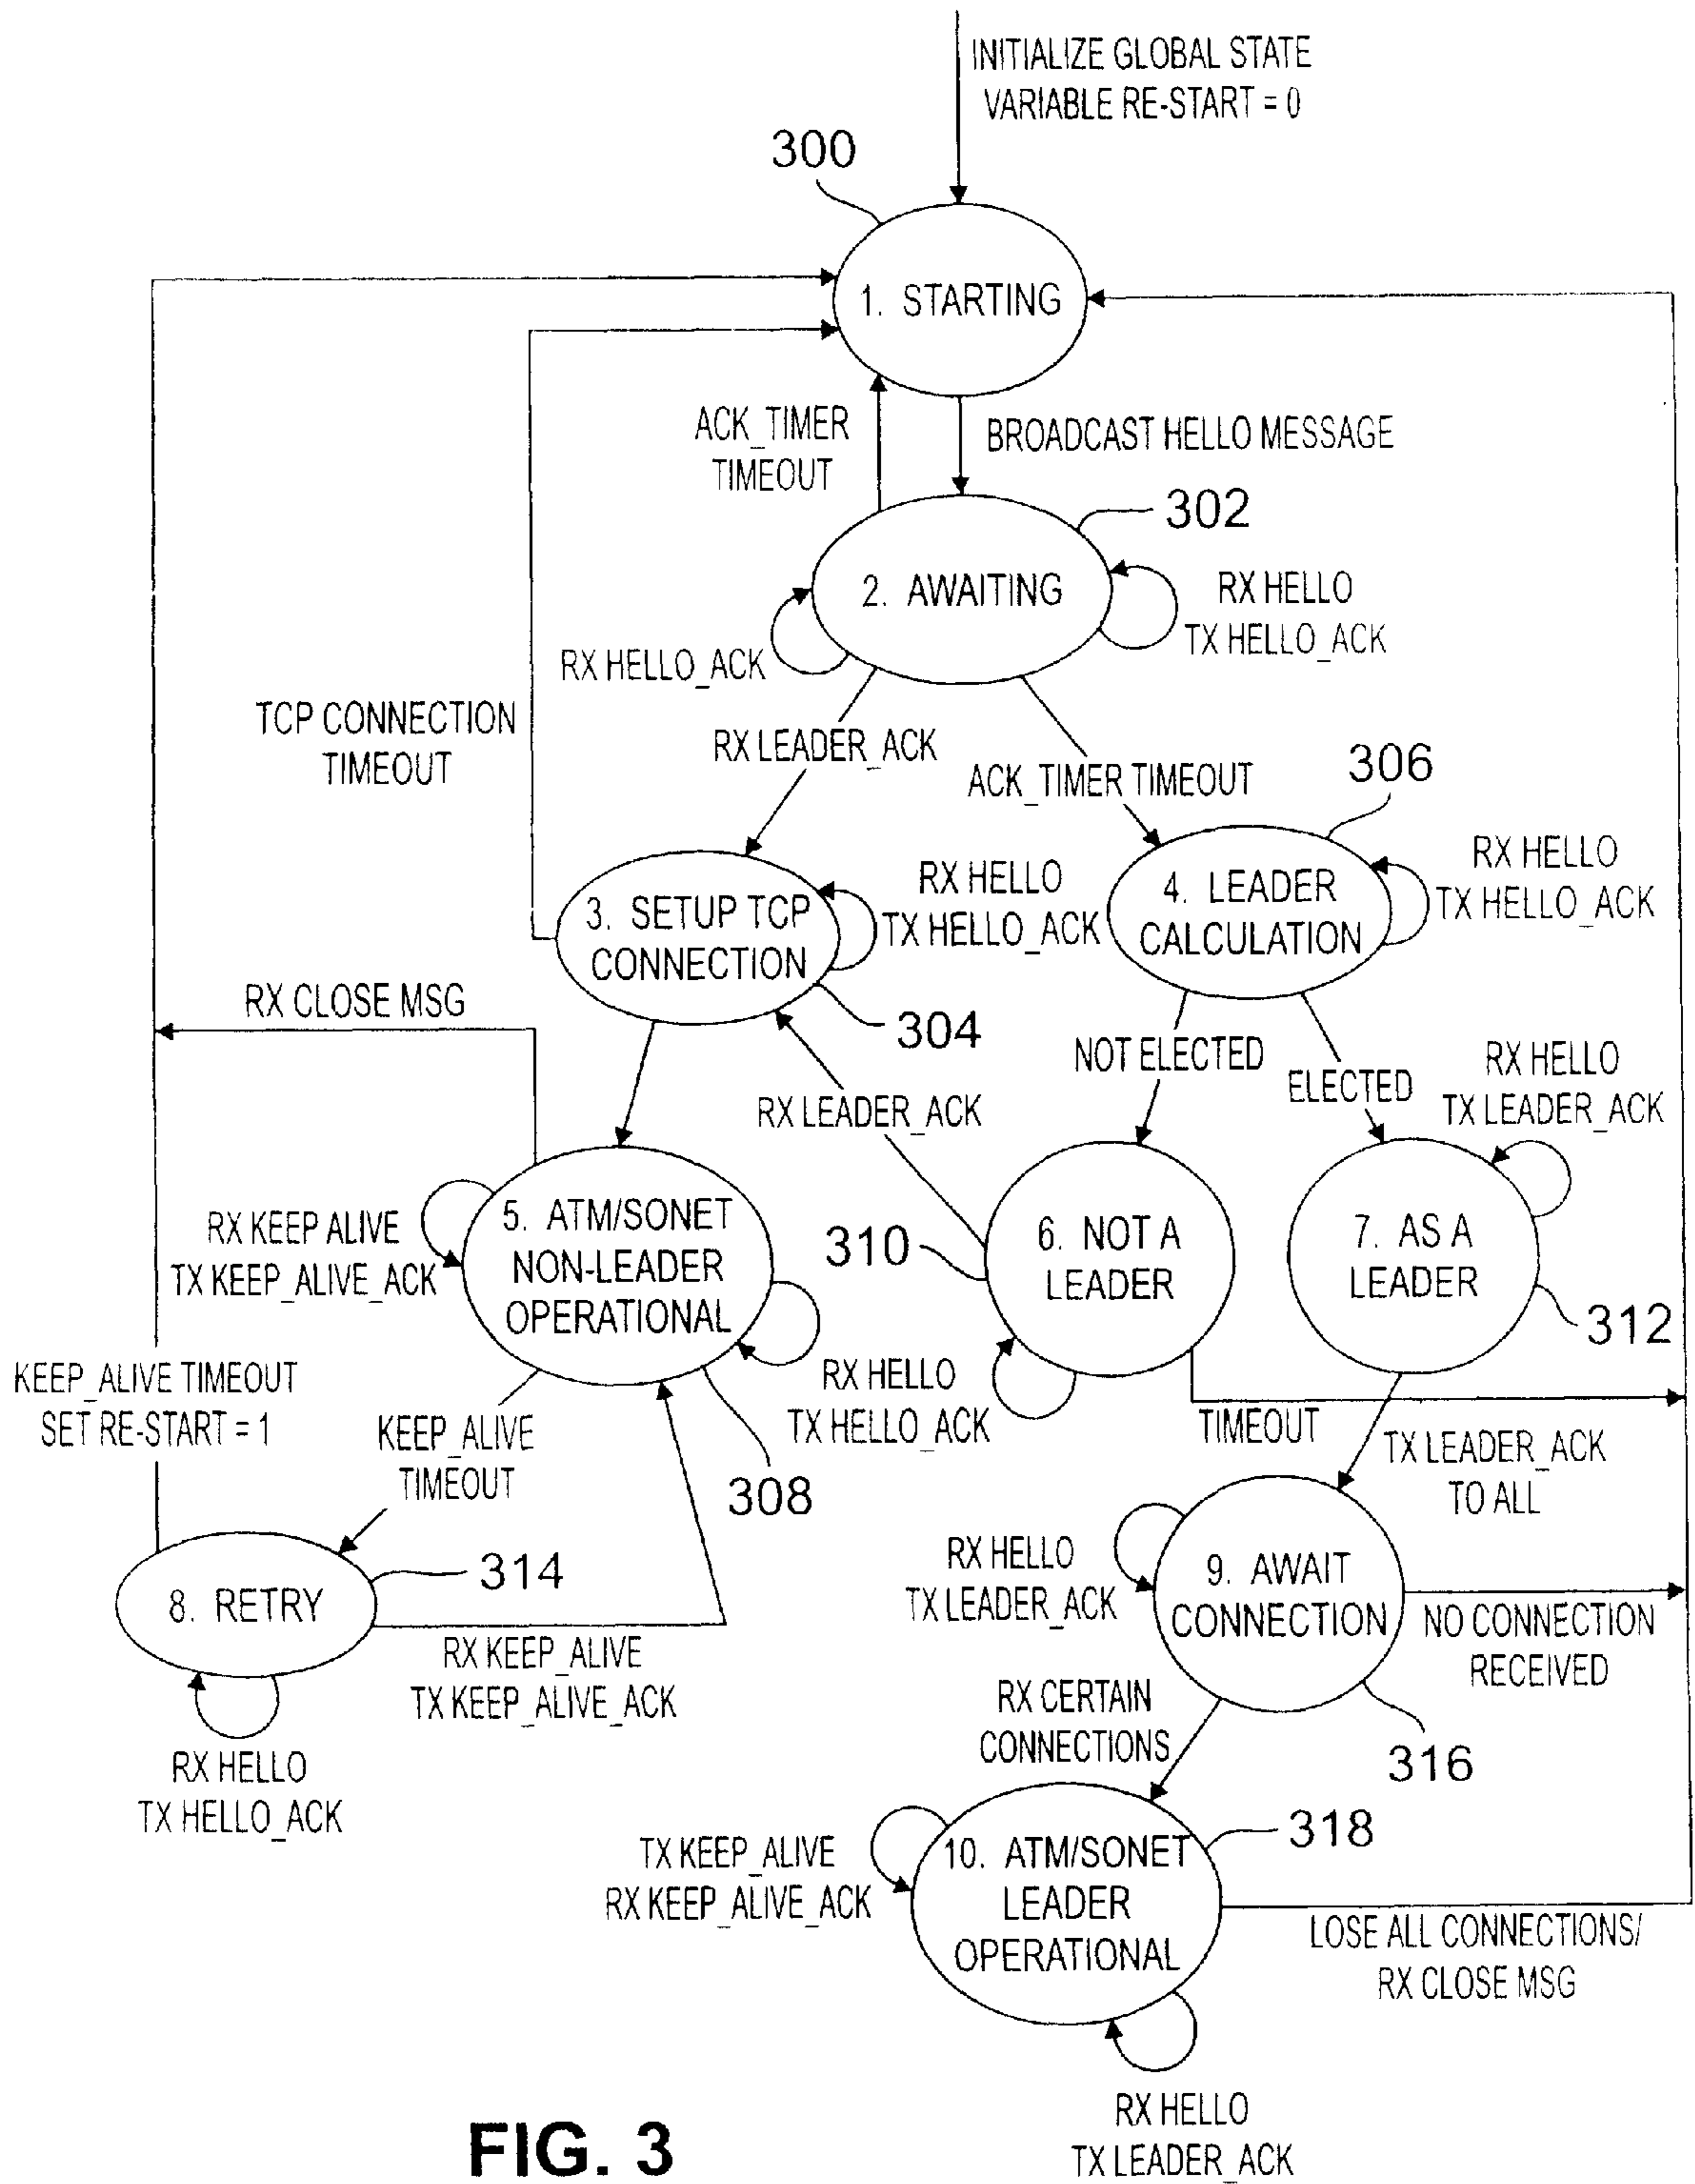 INITIALIZE GLOBAL STATE
VARIABLE RE-START = 0
300
1. STARTING
ACK_TIMER
TIMEOUT
BROADCAST HELLO MESSAGE
302
2. AWAITING
RX HELLO
TX HELLO_ACK
RX HELLO_ACK
TCP CONNECTION
TIMEOUT
RX LEADER_ACK
ACK_TIMER TIMEOUT
306
3. SETUP TCP
CONNECTION
RX HELLO
TX HELLO_ACK
4. LEADER
CALCULATION
RX HELLO
TX HELLO_ACK
RX CLOSE MSG
304
NOT ELECTED
ELECTED
RX HELLO
TX LEADER_ACK
RX LEADER_ACK
RX KEEP ALIVE
TX KEEP_ALIVE_ACK
5. ATM/SONET
NON-LEADER
OPERATIONAL
310
6. NOT A
LEADER
7. AS A
LEADER
312
KEEP_ALIVE TIMEOUT
SET RE-START = 1
KEEP_ALIVE
TIMEOUT
RX HELLO
TX HELLO_ACK
308
TIMEOUT
TX LEADER_ACK
TO ALL
8. RETRY
314
RX KEEP_ALIVE
TX KEEP_ALIVE_ACK
RX HELLO
TX HELLO_ACK
RX HELLO
TX LEADER_ACK
9. AWAIT
CONNECTION
NO CONNECTION
RECEIVED
316
RX CERTAIN
CONNECTIONS
318
TX KEEP_ALIVE
RX KEEP_ALIVE_ACK
10. ATM/SONET
LEADER
OPERATIONAL
LOSE ALL CONNECTIONS/
RX CLOSE MSG
RX HELLO
TX LEADER_ACK
FIG. 3